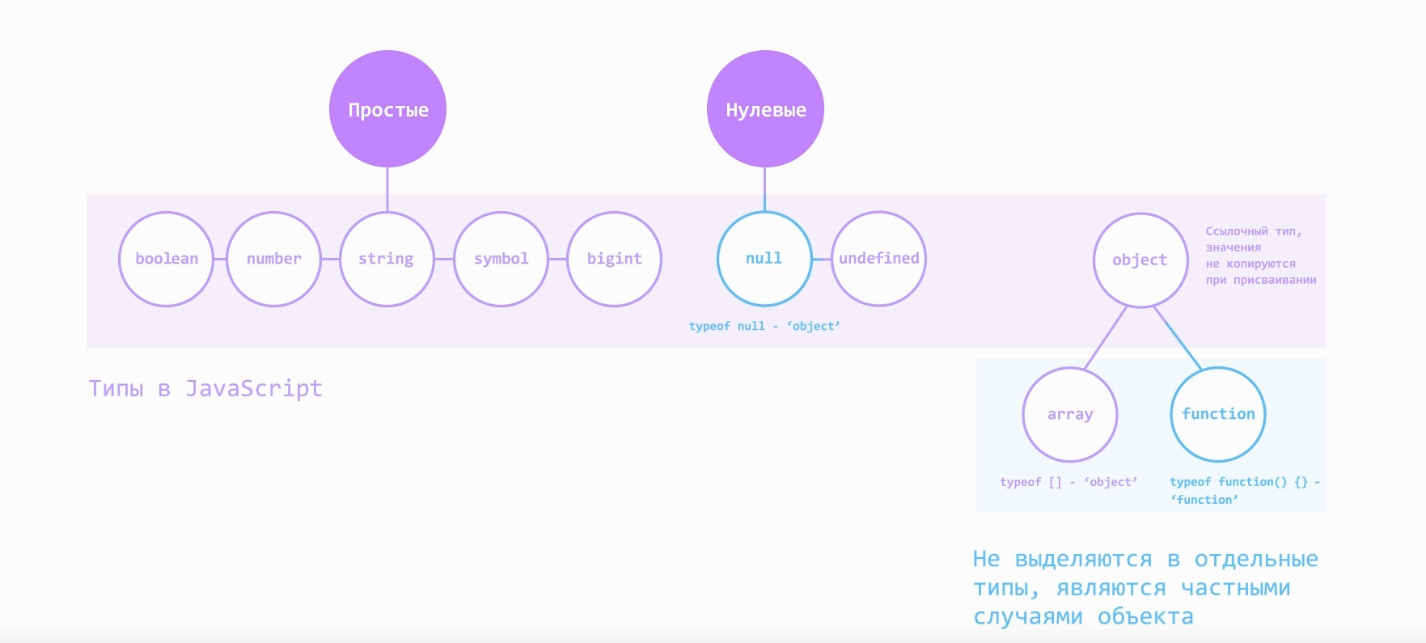 Простые
Нулевые
boolean
number
string
symbol
bigint
null
undefined
typeof null - ‘object’
object
Ссылочный тип,
значения
не копируются
при присваивании
Типы в JavaScript
array
function
typeof [] - ‘object’
typeof function() {} -
‘function’
Не выделяются в отдельные
типы, являются частными
случаями объекта